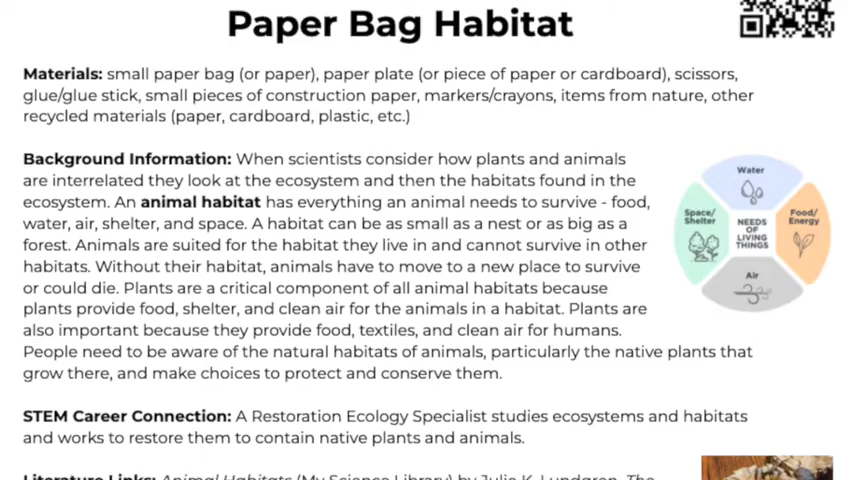 Paper Bag Habitat
Materials: small paper bag (or paper), paper plate (or piece of paper or cardboard), scissors,
glue/glue stick, small pieces of construction paper, markers/crayons, items from nature, other
recycled materials (paper, cardboard, plastic, etc.)
Background Information: When scientists consider how plants and animals
are interrelated they look at the ecosystem and then the habitats found in the
ecosystem. An animal habitat has everything an animal needs to survive - food,
water, air, shelter, and space. A habitat can be as small as a nest or as big as a
forest. Animals are suited for the habitat they live in and cannot survive in other
habitats. Without their habitat, animals have to move to a new place to survive
or could die. Plants are a critical component of all animal habitats because
plants provide food, shelter, and clean air for the animals in a habitat. Plants are
also important because they provide food, textiles, and clean air for humans.
People need to be aware of the natural habitats of animals, particularly the native plants that
grow there, and make choices to protect and conserve them.
Water
Space/
Shelter
NEEDS
OF
LIVING
THINGS
Food/
Energy
Air
STEM Career Connection: A Restoration Ecology Specialist studies ecosystems and habitats
and works to restore them to contain native plants and animals.
Literature Links: Animal Habitats (My Science Library) by Julie K. Lundgren, The